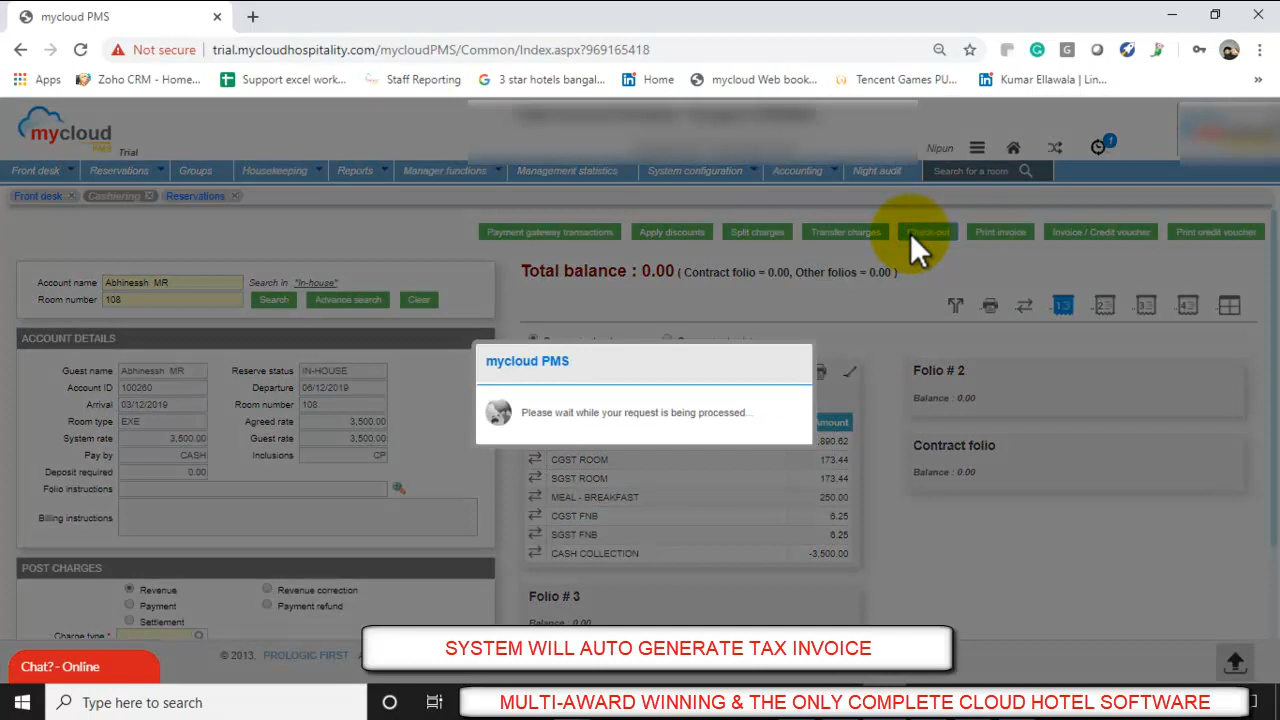 mycloud PMS
Not secure trial.mycloudhospitality.com/mycloudPMS/Common/Index.aspx?969165418
Apps Zoho CRM - Home... Support excel work... Staff Reporting 3 star hotels bangal... Home mycloud Web book... Tencent Games PU... Kumar Ellawala | Lin... »
mycloud
PMS Trial
Nipun 1
Front desk Reservations Groups Housekeeping Reports Manager functions Management statistics System configuration Accounting Night audit Search for a room
Front desk Cashiering Reservations
Payment gateway transactions Apply discounts Split charges Transfer charges Check-out Print invoice Invoice / Credit voucher Print credit voucher
Total balance : 0.00 ( Contract folio = 0.00, Other folios = 0.00 )
Account name Abhinessh MR Search in "In-house"
Room number 108 Search Advance search Clear
1 2 3 4
ACCOUNT DETAILS
Guest name Abhinessh MR Reserve status IN-HOUSE
Account ID 100260 Departure 06/12/2019
Arrival 03/12/2019 Room number 108
Room type EXE Agreed rate 3,500.00
System rate 3,500.00 Guest rate 3,500.00
Pay by CASH Inclusions CP
Deposit required 0.00
Folio instructions
Billing instructions
mycloud PMS
Please wait while your request is being processed...
Amount
,890.62
CGST ROOM 173.44
SGST ROOM 173.44
MEAL - BREAKFAST 250.00
CGST FNB 6.25
SGST FNB 6.25
CASH COLLECTION -3,500.00
Folio # 2
Balance : 0.00
Contract folio
Balance : 0.00
Folio # 3
Balance : 0.00
POST CHARGES
Revenue Revenue correction
Payment Payment refund
Settlement
Charge type *
SYSTEM WILL AUTO GENERATE TAX INVOICE
© 2013. PROLOGIC FIRST
Chat? - Online
Type here to search
MULTI-AWARD WINNING & THE ONLY COMPLETE CLOUD HOTEL SOFTWARE